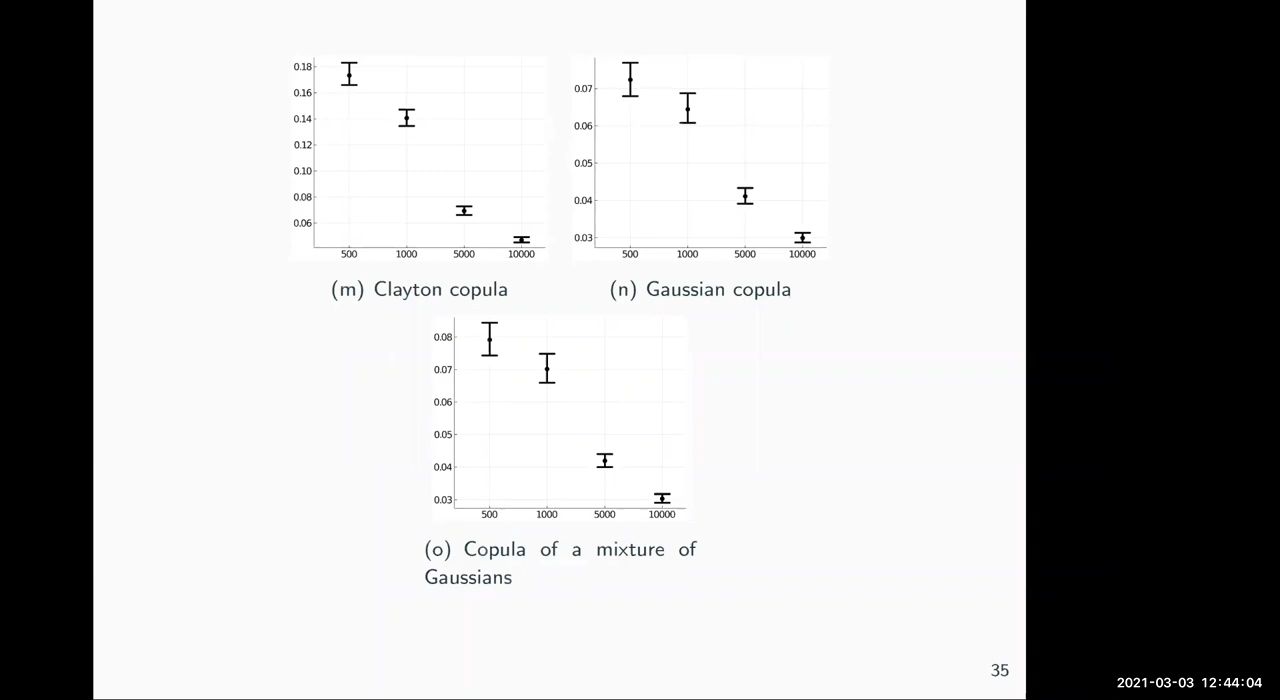 0.18
0.16
0.14
0.12
0.10
0.08
0.06
500 1000 5000 10000
(m) Clayton copula
0.07
0.06
0.05
0.04
0.03
500 1000 5000 10000
(n) Gaussian copula
0.08
0.07
0.06
0.05
0.04
0.03
500 1000 5000 10000
(o) Copula of a mixture of
Gaussians
35
2021-03-03 12:44:04